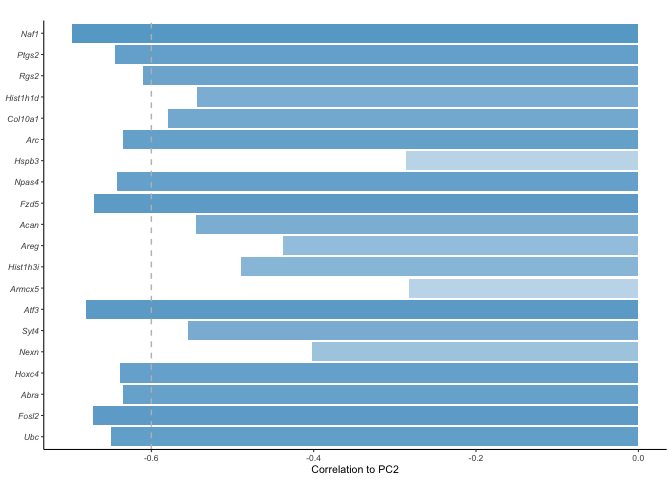 Naf1
Ptgs2
Rgs2
Hist1h1d
Col10a1
Arc
Hspb3
Npas4
Fzd5
Acan
Areg
Hist1h3i
Armcx5
Atf3
Syt4
Nexn
Hoxc4
Abra
Fosl2
Ubc
-0.6 -0.4 -0.2 0.0
Correlation to PC2